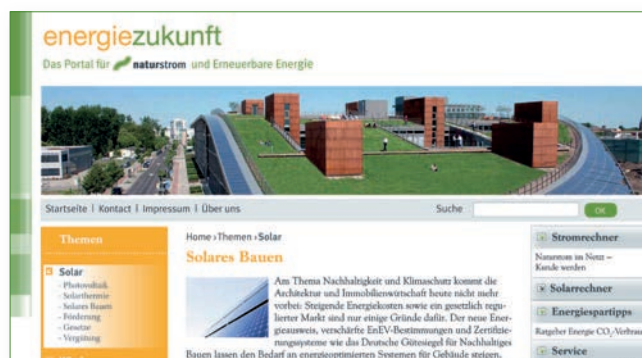 energiezukunft
Das Portal für naturstrom und Erneuerbare Energie
Startseite | Kontakt | Impressum | Über uns
Suche
OK
Themen
Solar
- Photovoltaik
- Solarthermie
- Solares Bauen
- Förderung
- Gesetze
- Vergütung
Home › Themen › Solar
Solares Bauen
Am Thema Nachhaltigkeit und Klimaschutz kommt die
Architektur und Immobilienwirtschaft heute nicht mehr
vorbei: Steigende Energiekosten sowie ein gesetzlich regu-
lierter Markt sind nur einige Gründe dafür. Der neue Ener-
gieausweis, verschärfte EnEV-Bestimmungen und Zertifizie-
rungssysteme wie das Deutsche Gütesiegel für Nachhaltiges
Bauen lassen den Bedarf an energieoptimierten Systemen für Gebäude steigen.
Stromrechner
Naturstrom im Netzt –
Kunde werden
Solarrechner
Energiespartipps
Ratgeber Energie CO₂-Verbrau
Service